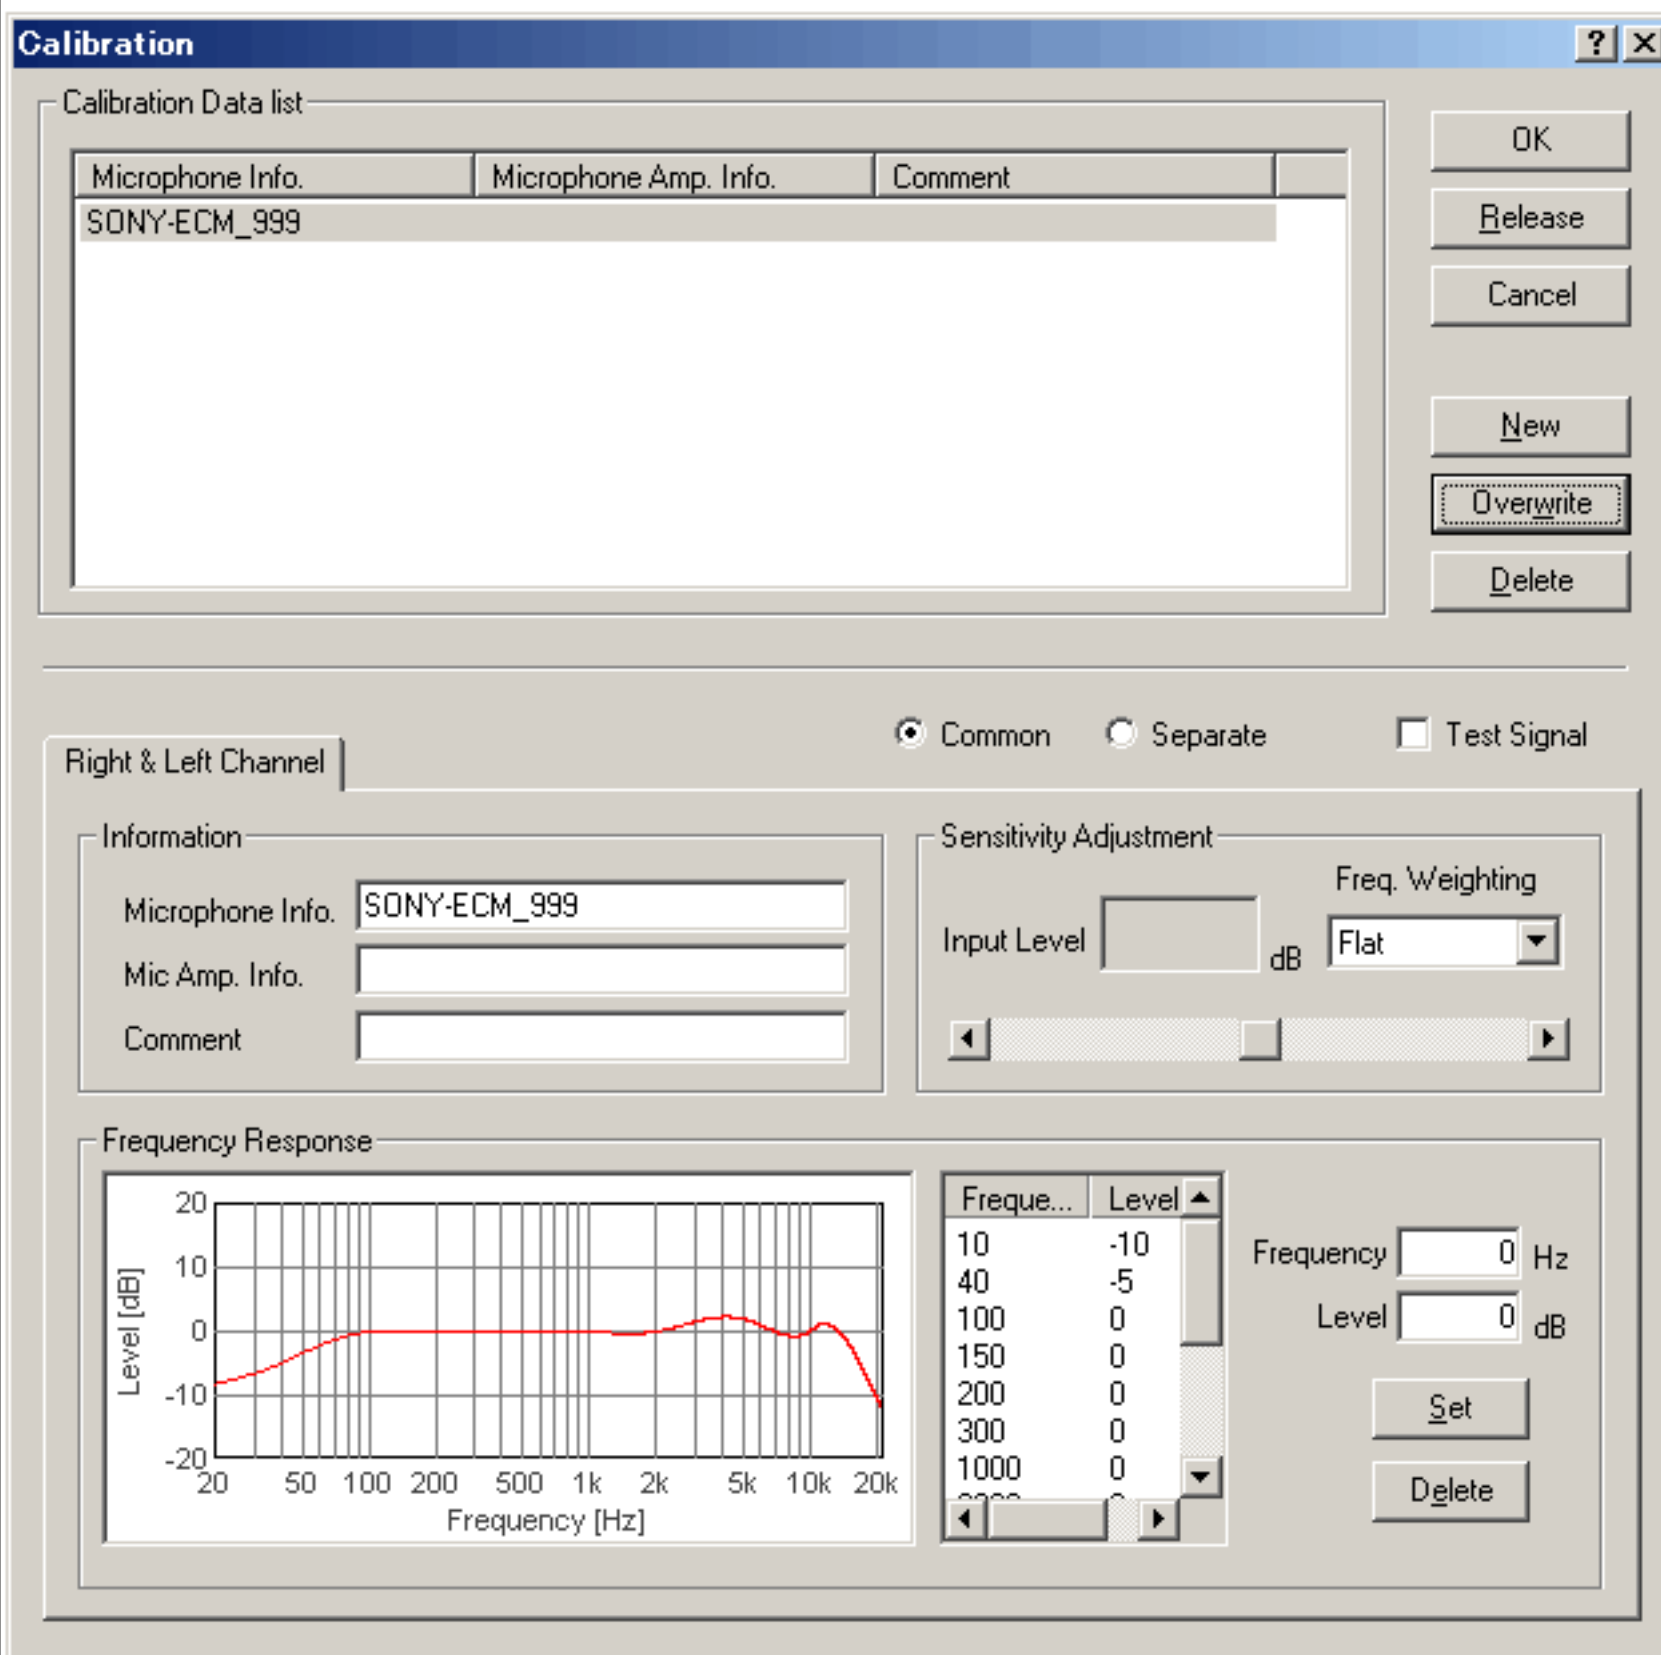 Calibration
Calibration Data list
Microphone Info. Microphone Amp. Info. Comment
SONY-ECM_999
OK
Release
Cancel
New
Overwrite
Delete
Common Separate Test Signal
Right & Left Channel
Information
Microphone Info. SONY-ECM_999
Mic Amp. Info.
Comment
Sensitivity Adjustment
Freq. Weighting
Input Level dB Flat
Frequency Response
Level [dB]
20
10
0
-10
-20
20 50 100 200 500 1k 2k 5k 10k 20k
Frequency [Hz]
Freque... Level
10 -10
40 -5
100 0
150 0
200 0
300 0
1000 0
Frequency 0 Hz
Level 0 dB
Set
Delete